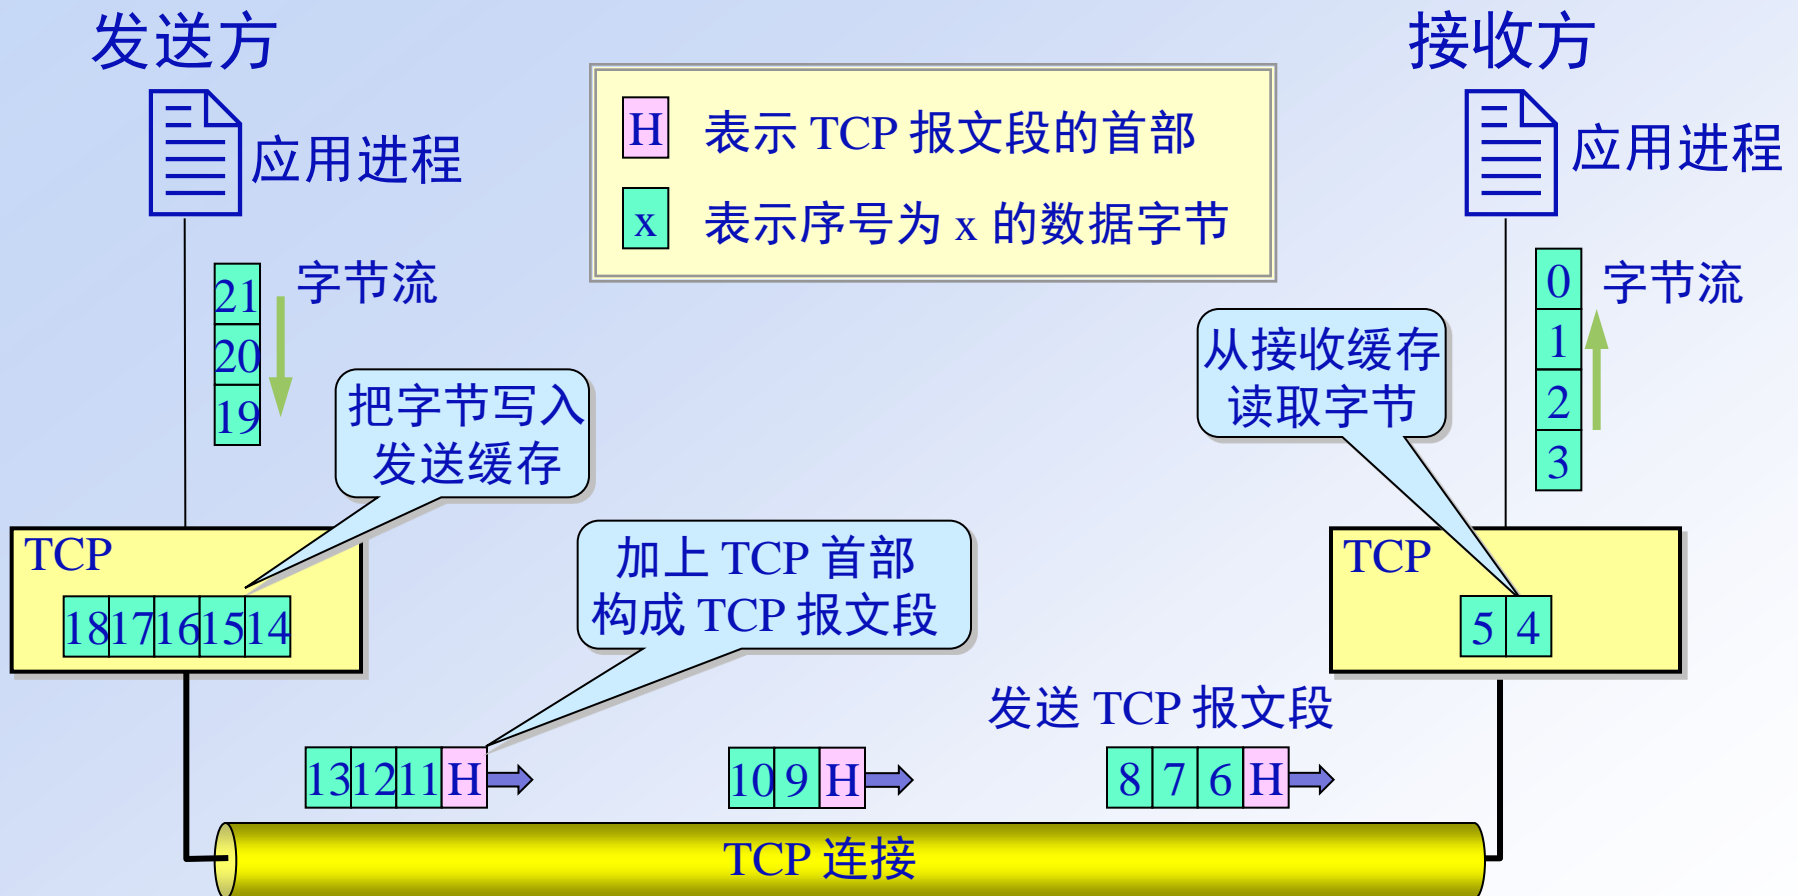 发送方
接收方
H 表示 TCP 报文段的首部
x 表示序号为 x 的数据字节
应用进程
应用进程
21
20
19
字节流
0
1
2
3
字节流
把字节写入
发送缓存
从接收缓存
读取字节
TCP
18 17 16 15 14
加上 TCP 首部
构成 TCP 报文段
TCP
5 4
发送 TCP 报文段
13 12 11 H
10 9 H
8 7 6 H
TCP 连接